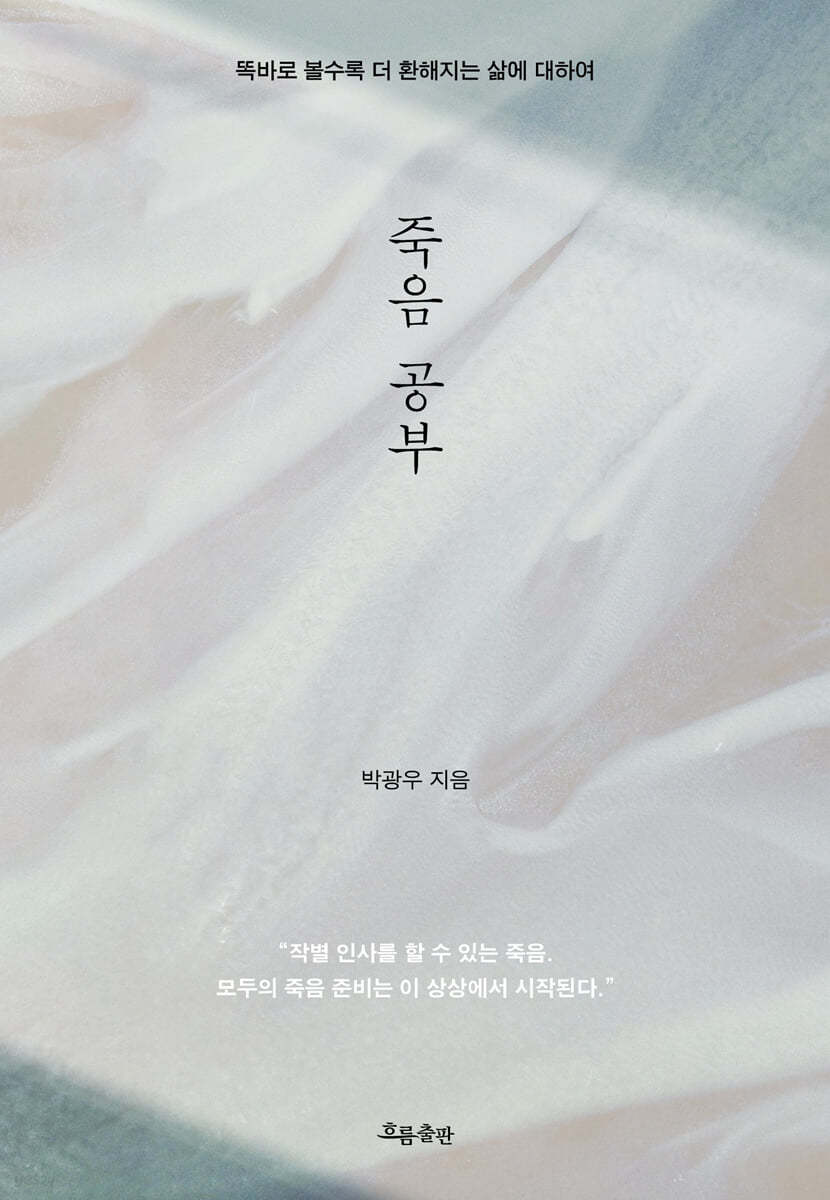 똑바로 볼수록 더 환해지는 삶에 대하여
죽음 공부
박광우 지음
“작별 인사를 할 수 있는 죽음.
모두의 죽음 준비는 이 상상에서 시작된다.”
흐름출판
yes24